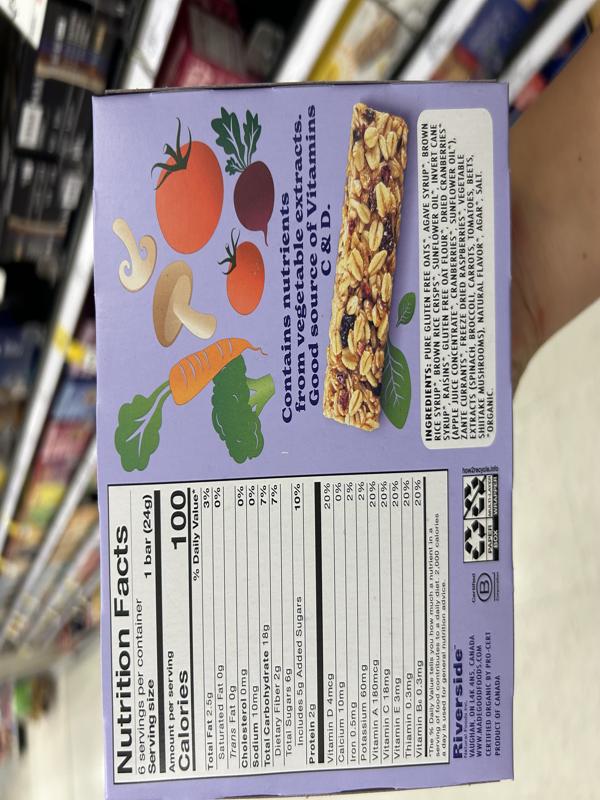 Nutrition Facts
6 servings per container
Serving size 1 bar (24g)
Amount per serving
Calories 100
% Daily Value*
Total Fat 2.5g 3%
Saturated Fat 0g 0%
Trans Fat 0g
Cholesterol 0mg 0%
Sodium 10mg 0%
Total Carbohydrate 18g 7%
Dietary Fiber 2g 7%
Total Sugars 6g
Includes 5g Added Sugars 10%
Protein 2g
Vitamin D 4mcg 20%
Calcium 10mg 0%
Iron 0.5mg 2%
Potassium 60mg 2%
Vitamin A 180mcg 20%
Vitamin C 18mg 20%
Vitamin E 3mg 20%
Thiamin 0.3mg 20%
Vitamin B₆ 0.3mg 20%
*The % Daily Value tells you how much a nutrient in a
serving of food contributes to a daily diet. 2,000 calories
a day is used for general nutrition advice.
Riverside™
Natural Foods Inc.
VAUGHAN, ON L4K 4N5, CANADA
WWW.MADEGOODFOODS.COM
CERTIFIED ORGANIC BY PRO-CERT
PRODUCT OF CANADA
Certified
B
Corporation
how2recycle.info
PAPER
BOX
WRAPPER
Contains nutrients
from vegetable extracts.
Good source of Vitamins
C & D.
INGREDIENTS: PURE GLUTEN FREE OATS*, AGAVE SYRUP*, BROWN
RICE SYRUP*, BROWN RICE CRISPS*, SUNFLOWER OIL*, INVERT CANE
SYRUP*, RAISINS*, GLUTEN FREE OAT FLOUR*, DRIED CRANBERRIES*
(APPLE JUICE CONCENTRATE*, CRANBERRIES*, SUNFLOWER OIL*),
ZANTE CURRANTS*, FREEZE DRIED RASPBERRIES*, VEGETABLE
EXTRACTS (SPINACH, BROCCOLI, CARROTS, TOMATOES, BEETS,
SHIITAKE MUSHROOMS), NATURAL FLAVOR*, AGAR*, SALT.
*ORGANIC.